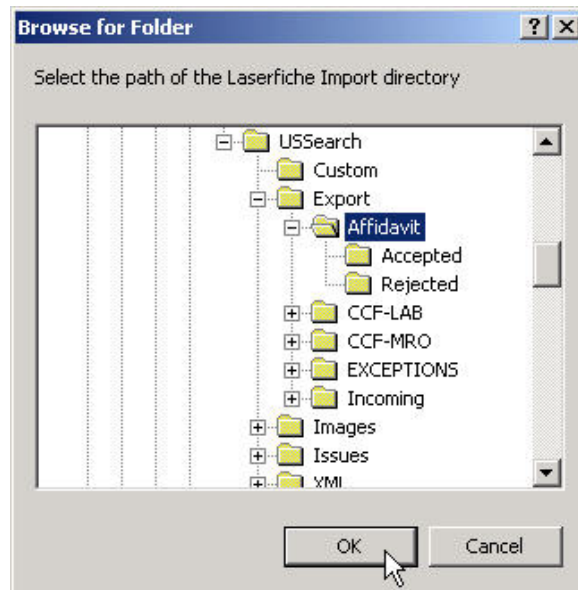 Browse for Folder
Select the path of the Laserfiche Import directory
USSearch
Custom
Export
Affidavit
Accepted
Rejected
CCF-LAB
CCF-MRO
EXCEPTIONS
Incoming
Images
Issues
XML
OK Cancel